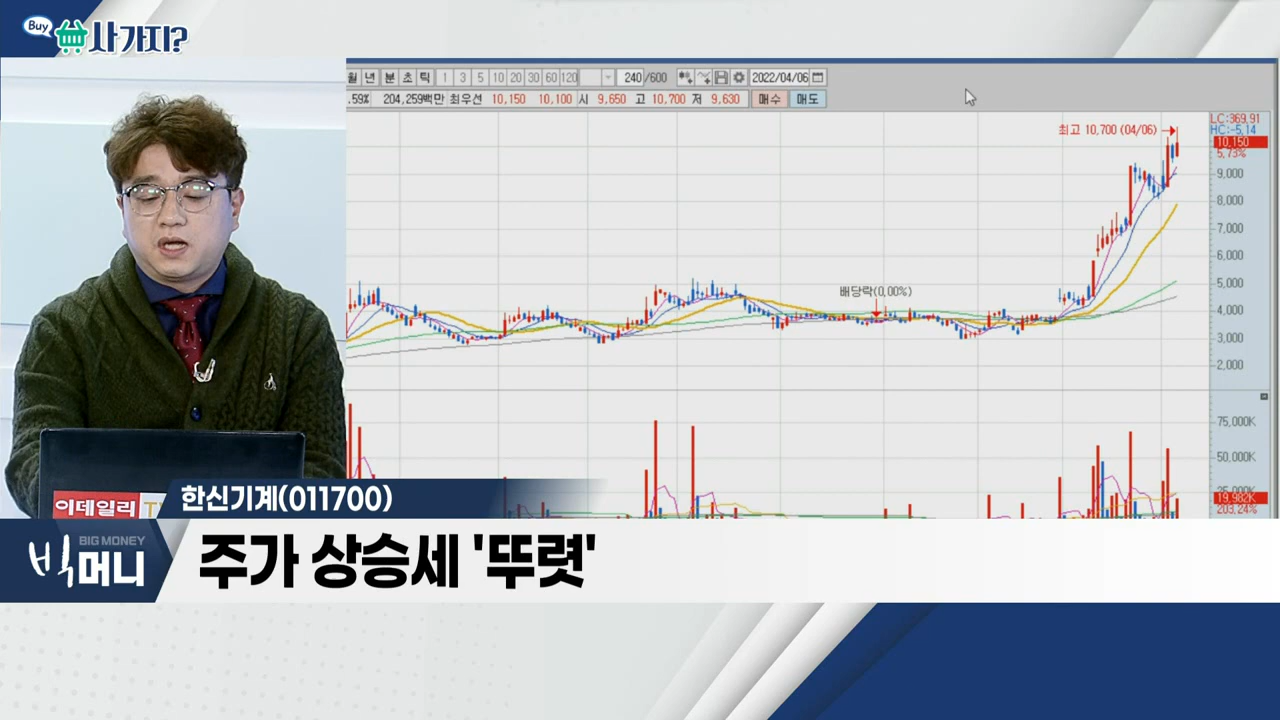 Buy
사가지?
월 년 분 초 틱 1 3 5 10 20 30 60 120 240 /600 2022/04/06
.59% 204,259백만 최우선 10,150 10,100 시 9,650 고 10,700 저 9,630 매수 매도
최고 10,700 (04/06)
LC:369.91
HC:-5.14
10,150
5.73%
9,000
8,000
7,000
6,000
5,000
배당락(0.00%)
4,000
3,000
2,000
75,000K
50,000K
25,000K
19,982K
203.24%
이데일리 T
한신기계(011700)
BIG MONEY
빅머니
주가 상승세 '뚜렷'